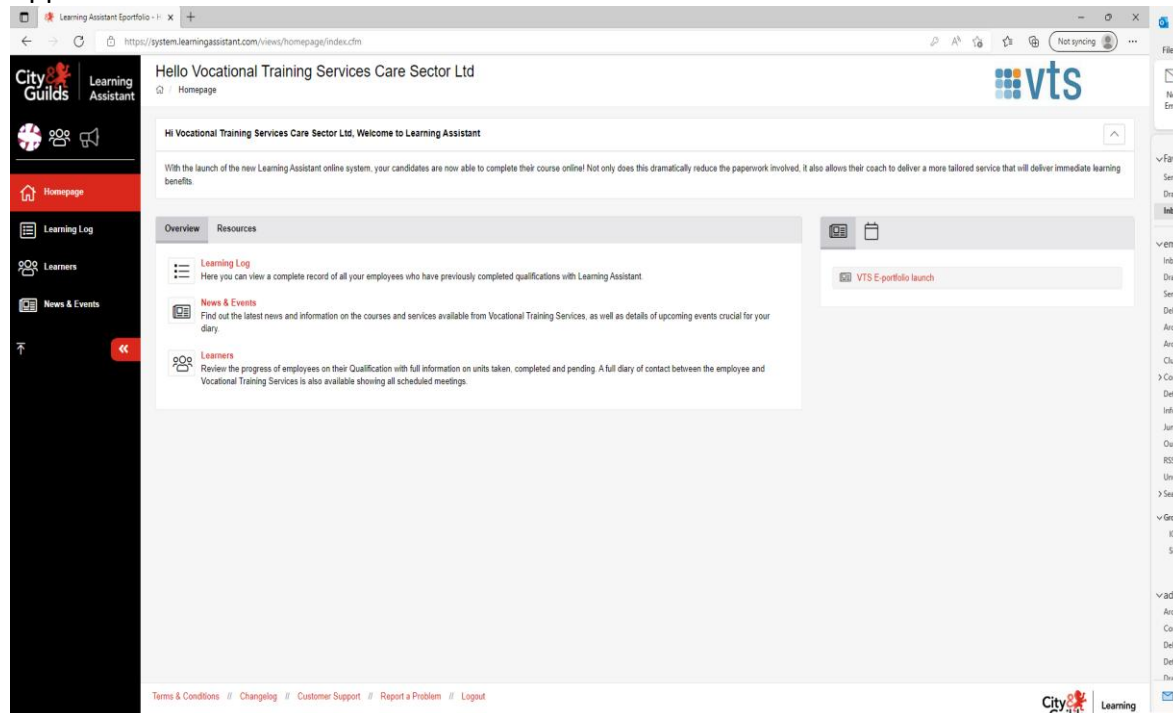 Learning Assistant Eportfolio - H
https://system.learningassistant.com/views/homepage/index.cfm
Not syncing
City & Guilds
Learning Assistant
Hello Vocational Training Services Care Sector Ltd
/ Homepage
vts
Hi Vocational Training Services Care Sector Ltd, Welcome to Learning Assistant
With the launch of the new Learning Assistant online system, your candidates are now able to complete their course online! Not only does this dramatically reduce the paperwork involved, it also allows their coach to deliver a more tailored service that will deliver immediate learning
benefits.
Homepage
Learning Log
Learners
News & Events
Overview Resources
Learning Log
Here you can view a complete record of all your employees who have previously completed qualifications with Learning Assistant.
News & Events
Find out the latest news and information on the courses and services available from Vocational Training Services, as well as details of upcoming events crucial for your
diary.
Learners
Review the progress of employees on their Qualification with full information on units taken, completed and pending. A full diary of contact between the employee and
Vocational Training Services is also available showing all scheduled meetings.
VTS E-portfolio launch
Terms & Conditions // Changelog // Customer Support // Report a Problem // Logout
City &
Learning
File